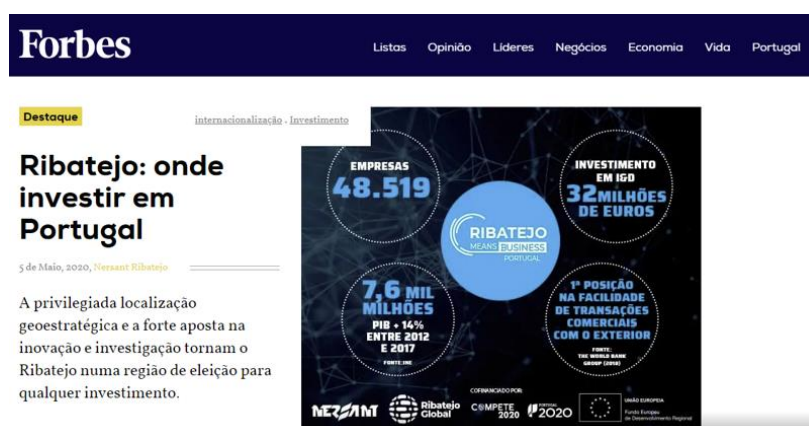 Forbes
Listas Opinião Líderes Negócios Economia Vida Portugal
Destaque
internacionalização . Investimento
Ribatejo: onde
investir em
Portugal
5 de Maio, 2020, Nersant Ribatejo
A privilegiada localização
geoestratégica e a forte aposta na
inovação e investigação tornam o
Ribatejo numa região de eleição para
qualquer investimento.
EMPRESAS
48.519
INVESTIMENTO
EM I&D
32 MILHÕES
DE EUROS
RIBATEJO
MEANS BUSINESS
PORTUGAL
7,6 MIL
MILHÕES
PIB + 14%
ENTRE 2012
E 2017
FONTE: INE
1ª POSIÇÃO
NA FACILIDADE
DE TRANSAÇÕES
COMERCIAIS
COM O EXTERIOR
FONTE:
THE WORLD BANK
GROUP (2018)
COFINANCIADO POR:
NERSANT
Ribatejo
Global
COMPETE
2020
PORTUGAL
2020
UNIÃO EUROPEIA
Fundo Europeu
de Desenvolvimento Regional